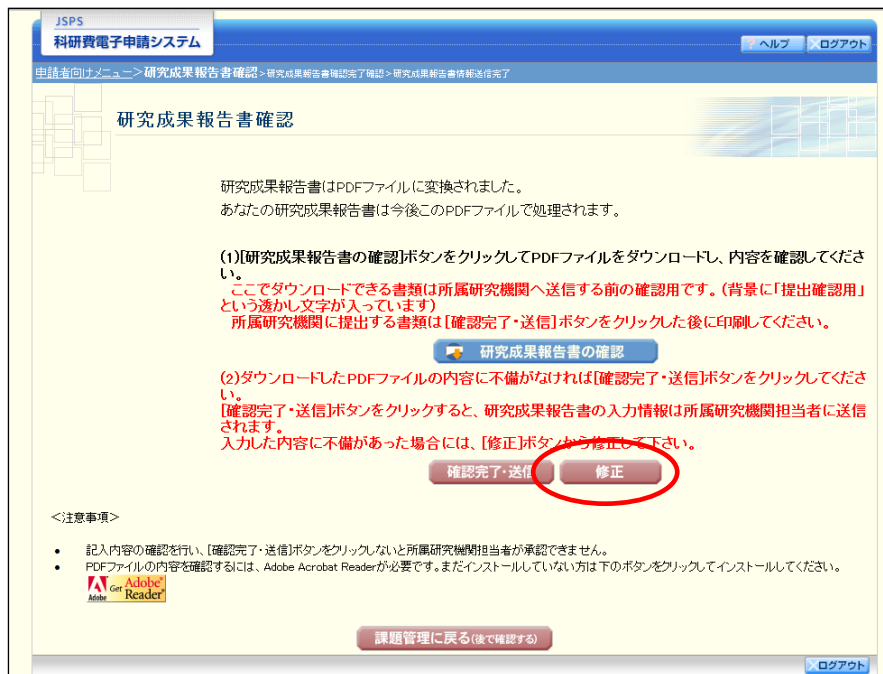 JSPS
科研費電子申請システム
? ヘルプ
ログアウト
申請者向けメニュー>研究成果報告書確認>研究成果報告書確認完了確認>研究成果報告書情報送信完了
研究成果報告書確認
研究成果報告書はPDFファイルに変換されました。
あなたの研究成果報告書は今後このPDFファイルで処理されます。
(1)[研究成果報告書の確認]ボタンをクリックしてPDFファイルをダウンロードし、内容を確認してくださ
い。
ここでダウンロードできる書類は所属研究機関へ送信する前の確認用です。(背景に「提出確認用」
という透かし文字が入っています)
所属研究機関に提出する書類は[確認完了・送信]ボタンをクリックした後に印刷してください。
研究成果報告書の確認
(2)ダウンロードしたPDFファイルの内容に不備がなければ[確認完了・送信]ボタンをクリックしてくださ
い。
[確認完了・送信]ボタンをクリックすると、研究成果報告書の入力情報は所属研究機関担当者に送信
されます。
入力した内容に不備があった場合には、[修正]ボタンから修正して下さい。
確認完了・送信
修正
<注意事項>
• 記入内容の確認を行い、[確認完了・送信]ボタンをクリックしないと所属研究機関担当者が承認できません。
• PDFファイルの内容を確認するには、Adobe Acrobat Readerが必要です。まだインストールしていない方は下のボタンをクリックしてインストールしてください。
Adobe
Get Adobe®
Reader®
課題管理に戻る(後で確認する)
ログアウト